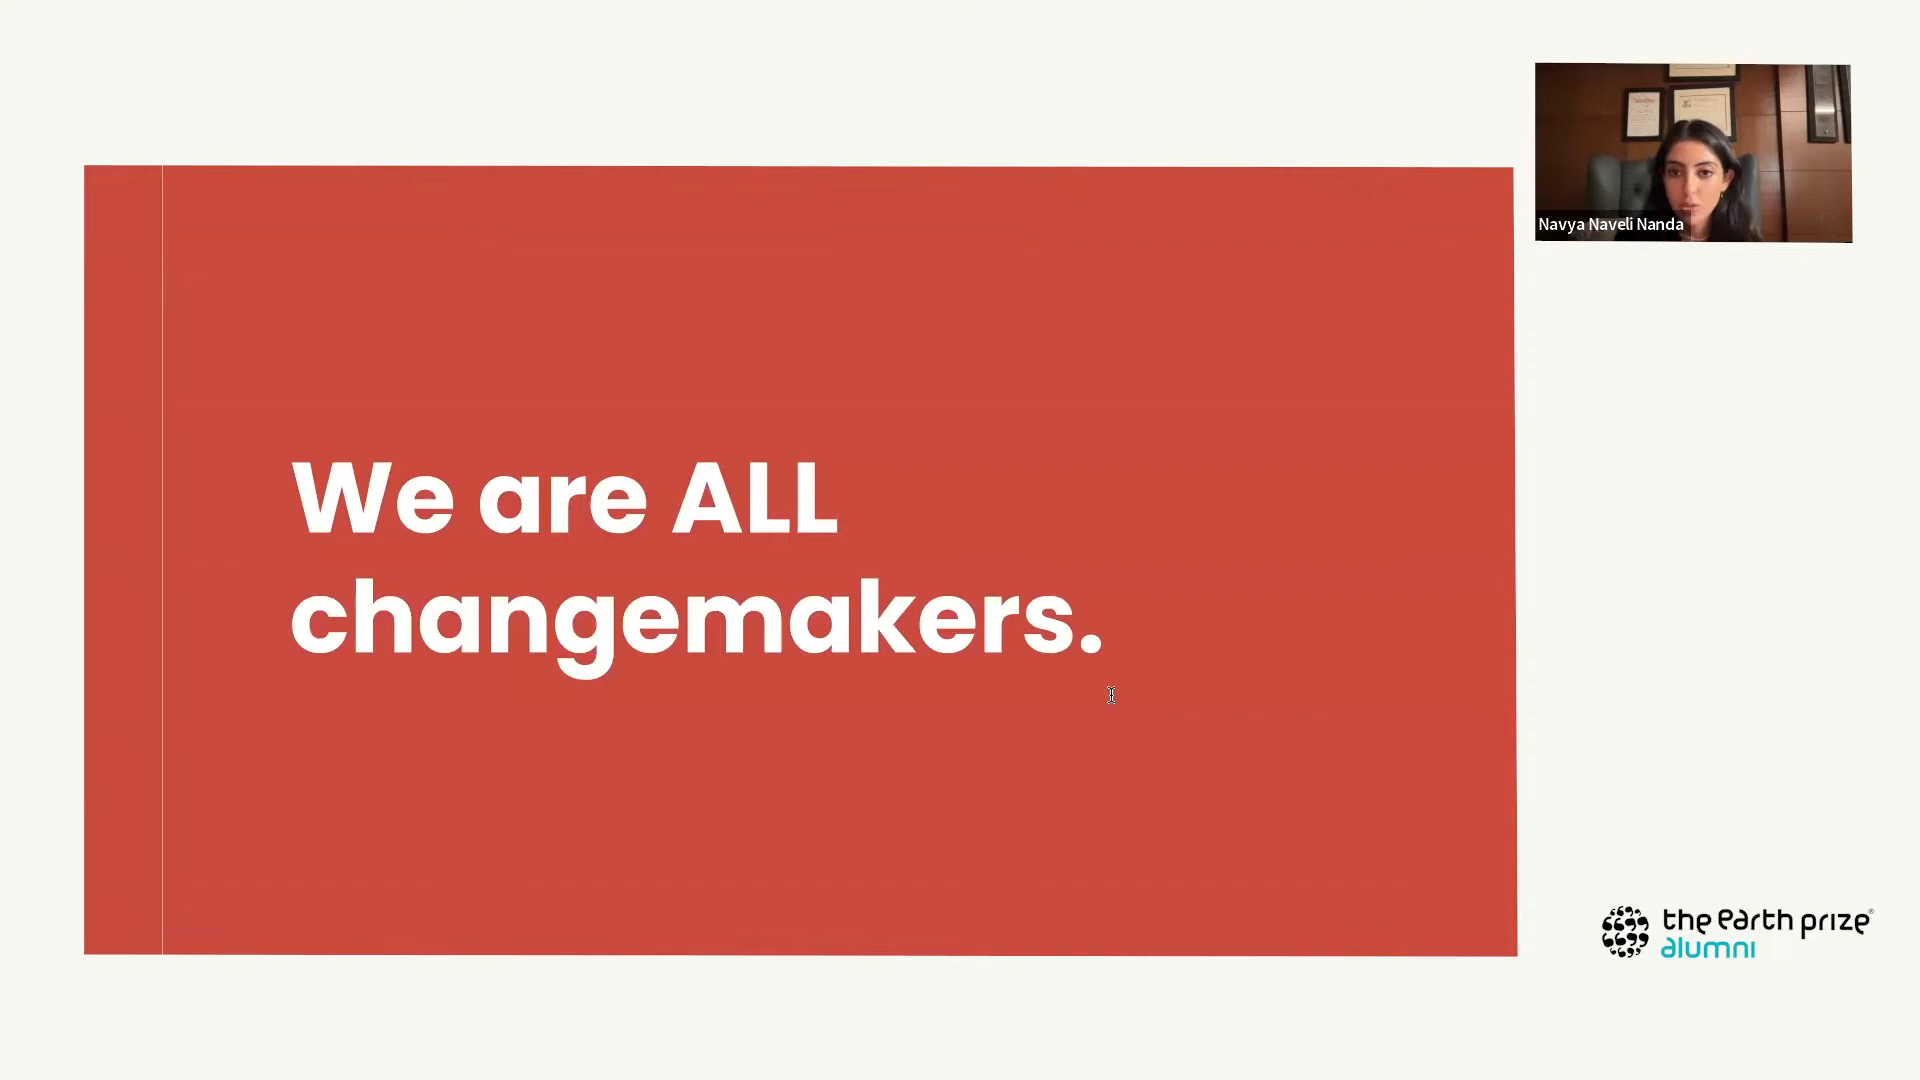 We are ALL
changemakers.
Navya Naveli Nanda
the earth prize®
alumni